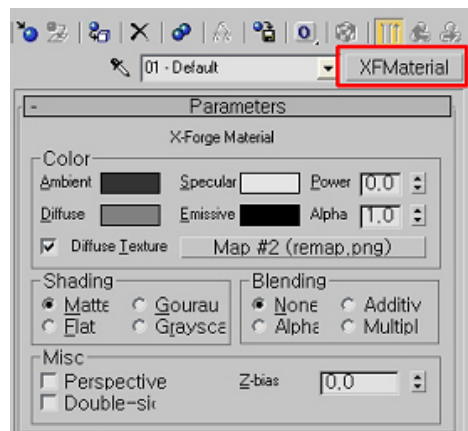 01 - Default XFMaterial
- Parameters
X-Forge Material
Color
Ambient Specular Power 0,0
Diffuse Emissive Alpha 1,0
Diffuse Texture Map #2 (remap,png)
Shading Blending
Matte Gourau None Additiv
Flat Graysca Alpha Multipl
Misc
Perspective Z-bias 0,0
Double-sid